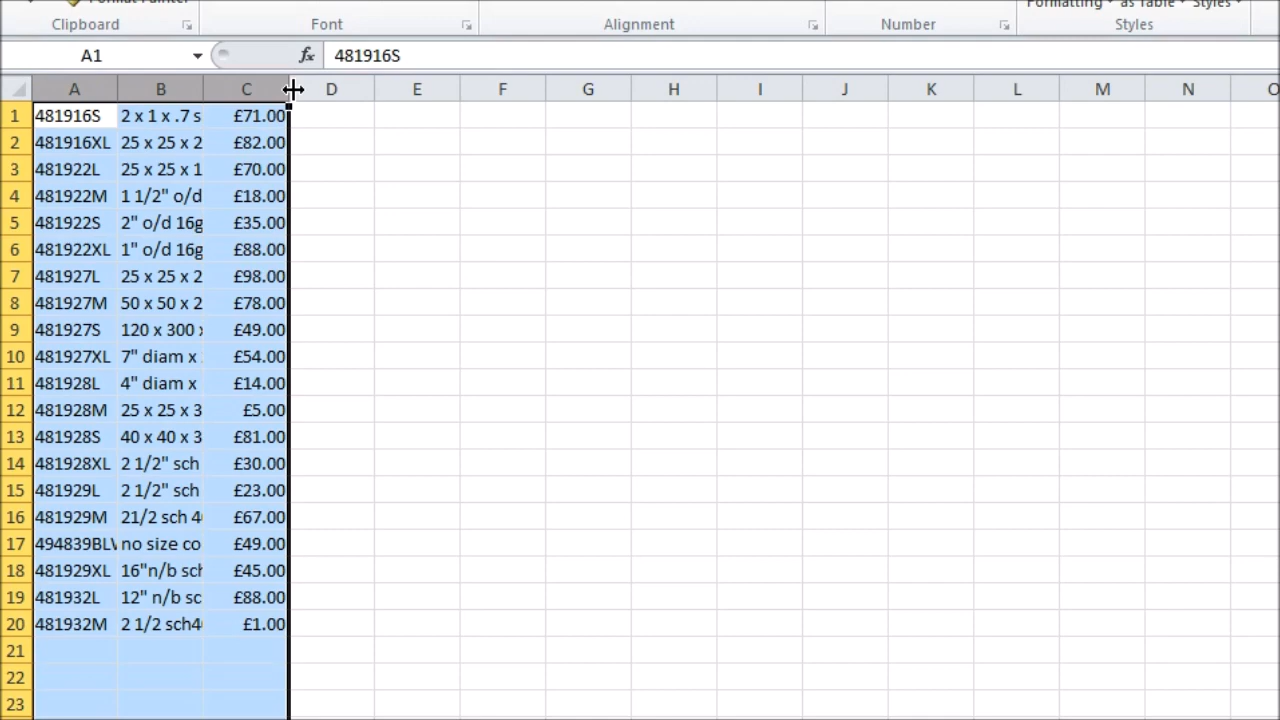 Format Painter
Formatting as Table Styles
Clipboard Font Alignment Number Styles
A1 fx 481916S
A B C D E F G H I J K L M N O
1 481916S 2 x 1 x .7 s £71.00
2 481916XL 25 x 25 x 2 £82.00
3 481922L 25 x 25 x 1 £70.00
4 481922M 1 1/2" o/d £18.00
5 481922S 2" o/d 16g £35.00
6 481922XL 1" o/d 16g £88.00
7 481927L 25 x 25 x 2 £98.00
8 481927M 50 x 50 x 2 £78.00
9 481927S 120 x 300 x £49.00
10 481927XL 7" diam x £54.00
11 481928L 4" diam x £14.00
12 481928M 25 x 25 x 3 £5.00
13 481928S 40 x 40 x 3 £81.00
14 481928XL 2 1/2" sch £30.00
15 481929L 2 1/2" sch £23.00
16 481929M 21/2 sch 4 £67.00
17 494839BLV no size co £49.00
18 481929XL 16"n/b sch £45.00
19 481932L 12" n/b sc £88.00
20 481932M 2 1/2 sch4 £1.00
21
22
23